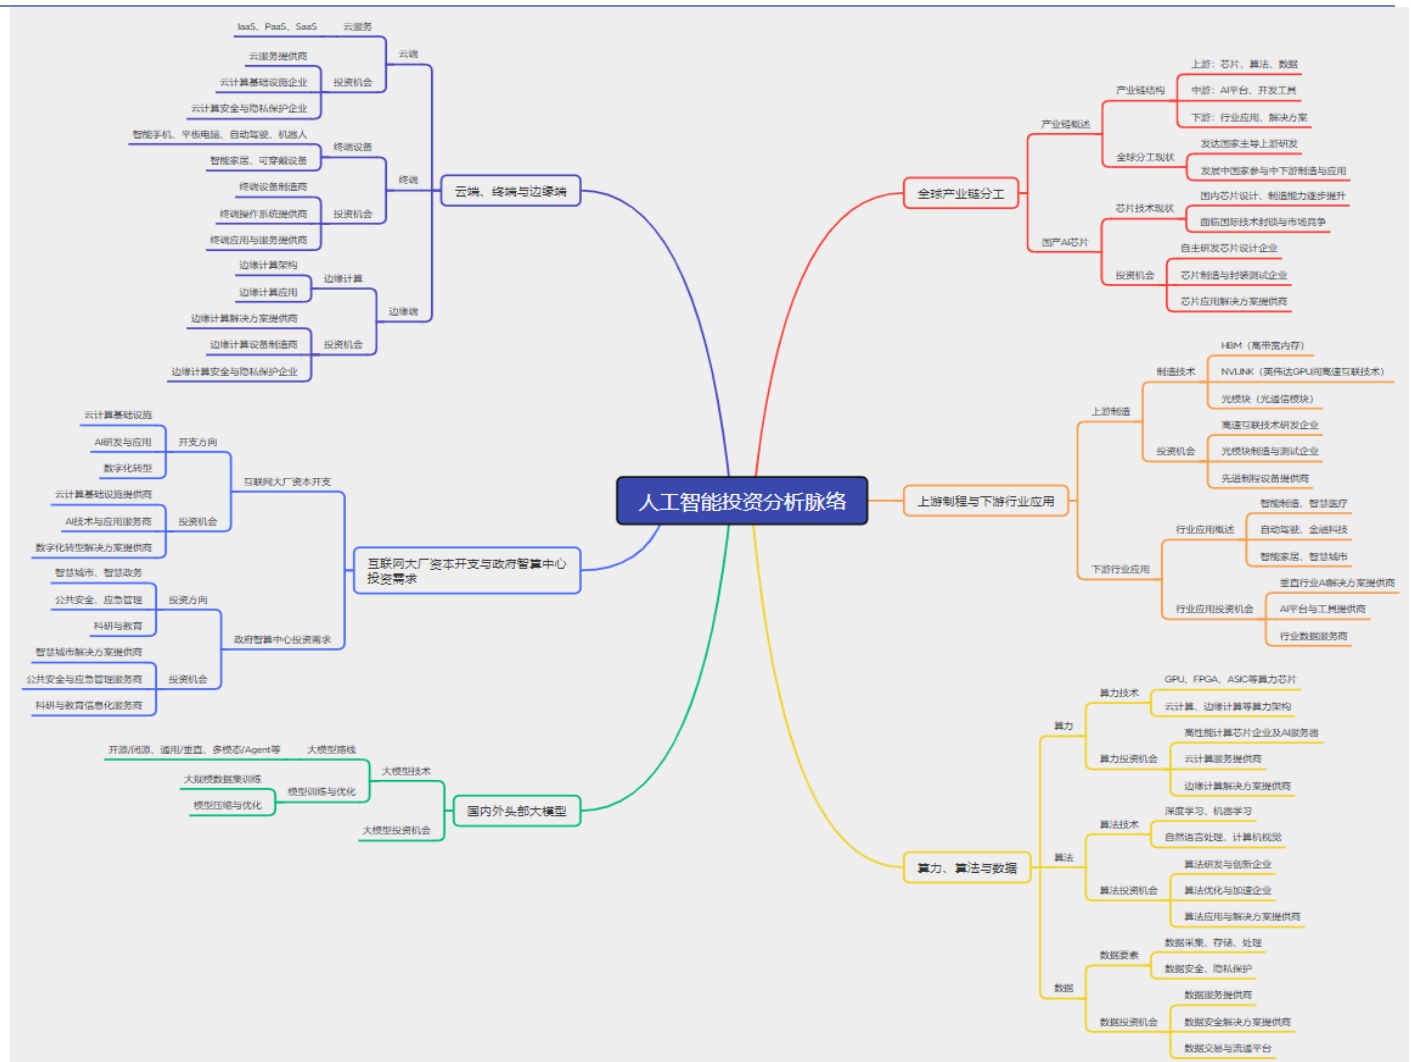 人工智能投资分析脉络
全球产业链分工
产业链概述
产业链结构
上游：芯片、算法、数据
中游：AI平台、开发工具
下游：行业应用、解决方案
全球分工现状
发达国家主导上游研发
发展中国家参与中下游制造与应用
国产AI芯片
芯片技术现状
国内芯片设计、制造能力逐步提升
面临国际技术封锁与市场竞争
投资机会
自主研发芯片设计企业
芯片制造与封装测试企业
芯片应用解决方案提供商
上游制程与下游行业应用
上游制造
制造技术
HBM（高带宽内存）
NVLINK（英伟达GPU间高速互联技术）
光模块（光通信模块）
投资机会
高速互联技术研发企业
光模块制造与测试企业
先进制程设备提供商
下游行业应用
行业应用概述
智能制造、智慧医疗
自动驾驶、金融科技
智能家居、智慧城市
行业应用投资机会
垂直行业AI解决方案提供商
AI平台与工具提供商
行业数据服务商
算力、算法与数据
算力
算力技术
GPU、FPGA、ASIC等算力芯片
云计算、边缘计算等算力架构
算力投资机会
高性能计算芯片企业及AI服务器
云计算服务提供商
边缘计算解决方案提供商
算法
算法技术
深度学习、机器学习
自然语言处理、计算机视觉
算法投资机会
算法研发与创新企业
算法优化与加速企业
算法应用与解决方案提供商
数据
数据要素
数据采集、存储、处理
数据安全、隐私保护
数据投资机会
数据服务提供商
数据安全解决方案提供商
数据交易与流通平台
云端、终端与边缘端
云端
云服务
IaaS、PaaS、SaaS
投资机会
云服务提供商
云计算基础设施企业
云计算安全与隐私保护企业
终端
终端设备
智能手机、平板电脑、自动驾驶、机器人
智能家居、可穿戴设备
投资机会
终端设备制造商
终端操作系统提供商
终端应用与服务提供商
边缘端
边缘计算
边缘计算架构
边缘计算应用
投资机会
边缘计算解决方案提供商
边缘计算设备制造商
边缘计算安全与隐私保护企业
互联网大厂资本开支与政府智算中心
投资需求
互联网大厂资本开支
开支方向
云计算基础设施
AI研发与应用
数字化转型
投资机会
云计算基础设施提供商
AI技术与应用服务商
数字化转型解决方案提供商
政府智算中心投资需求
投资方向
智慧城市、智慧政务
公共安全、应急管理
科研与教育
投资机会
智慧城市解决方案提供商
公共安全与应急管理服务商
科研与教育信息化服务商
国内外头部大模型
大模型技术
大模型路线
开源/闭源、通用/垂直、多模态/Agent等
模型训练与优化
大规模数据集训练
模型压缩与优化
大模型投资机会